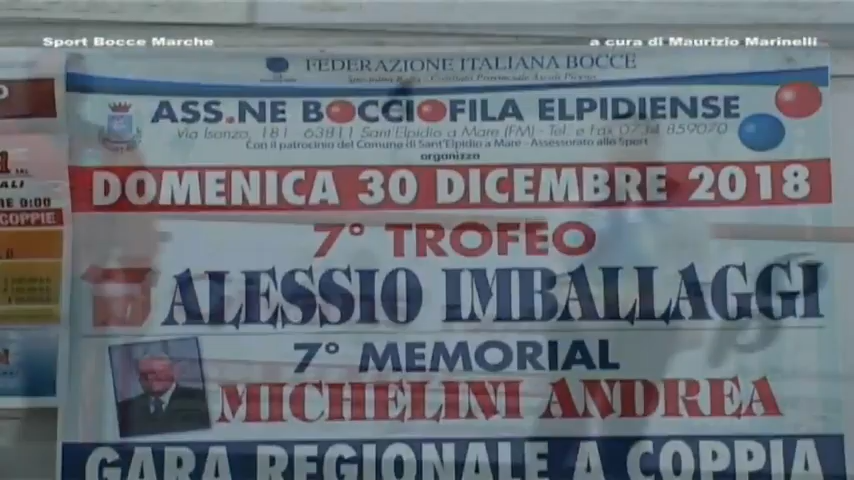 Sport Bocce Marche
a cura di Maurizio Marinelli
FEDERAZIONE ITALIANA BOCCE
ASS.NE BOCCIOFILA ELPIDIENSE
Via Isonzo, 181 63811 Sant'Elpidio a Mare (FM) - Tel. e Fax 0734 859070
Con il patrocinio del Comune di Sant'Elpidio a Mare - Assessorato allo Sport
organizza
DOMENICA 30 DICEMBRE 2018
7° TROFEO
ALESSIO IMBALLAGGI
7° MEMORIAL
MICHELINI ANDREA
GARA REGIONALE A COPPIA
COPPIE